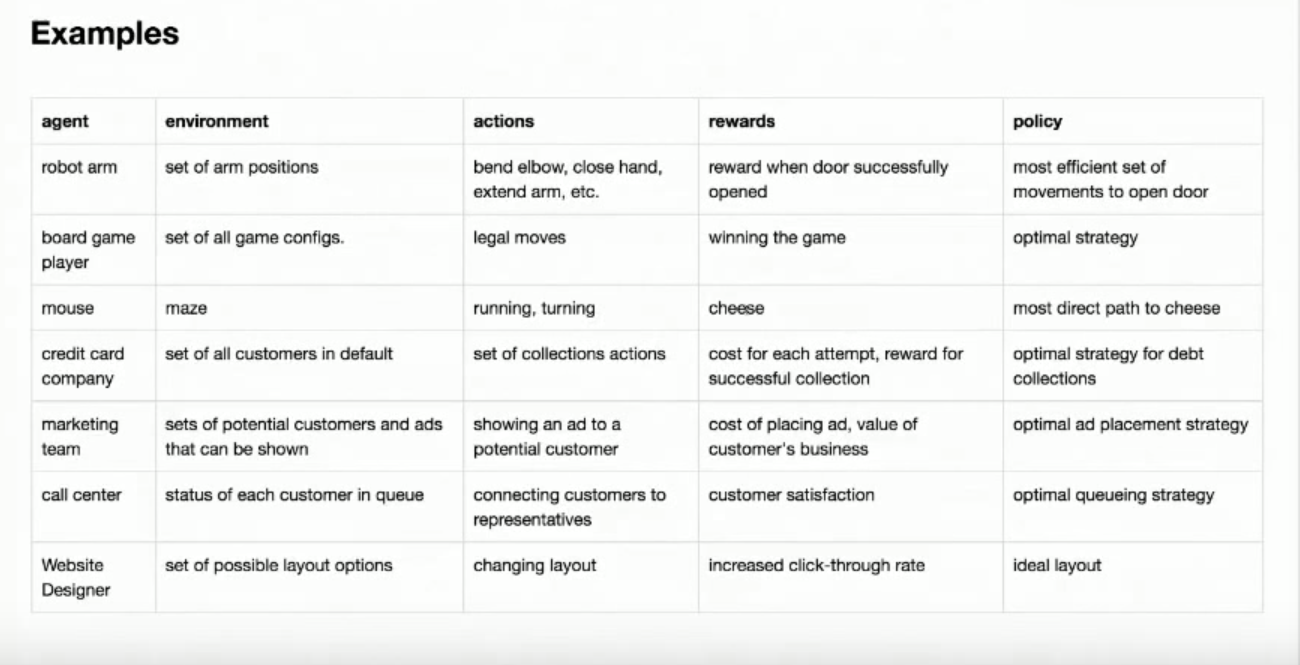 Examples
agent environment actions rewards policy
robot arm set of arm positions bend elbow, close hand, reward when door successfully most efficient set of
extend arm, etc. opened movements to open door
board game set of all game configs. legal moves winning the game optimal strategy
player
mouse maze running, turning cheese most direct path to cheese
credit card set of all customers in default set of collections actions cost for each attempt, reward for optimal strategy for debt
company successful collection collections
marketing sets of potential customers and ads showing an ad to a cost of placing ad, value of optimal ad placement strategy
team that can be shown potential customer customer's business
call center status of each customer in queue connecting customers to customer satisfaction optimal queueing strategy
representatives
Website set of possible layout options changing layout increased click-through rate ideal layout
Designer